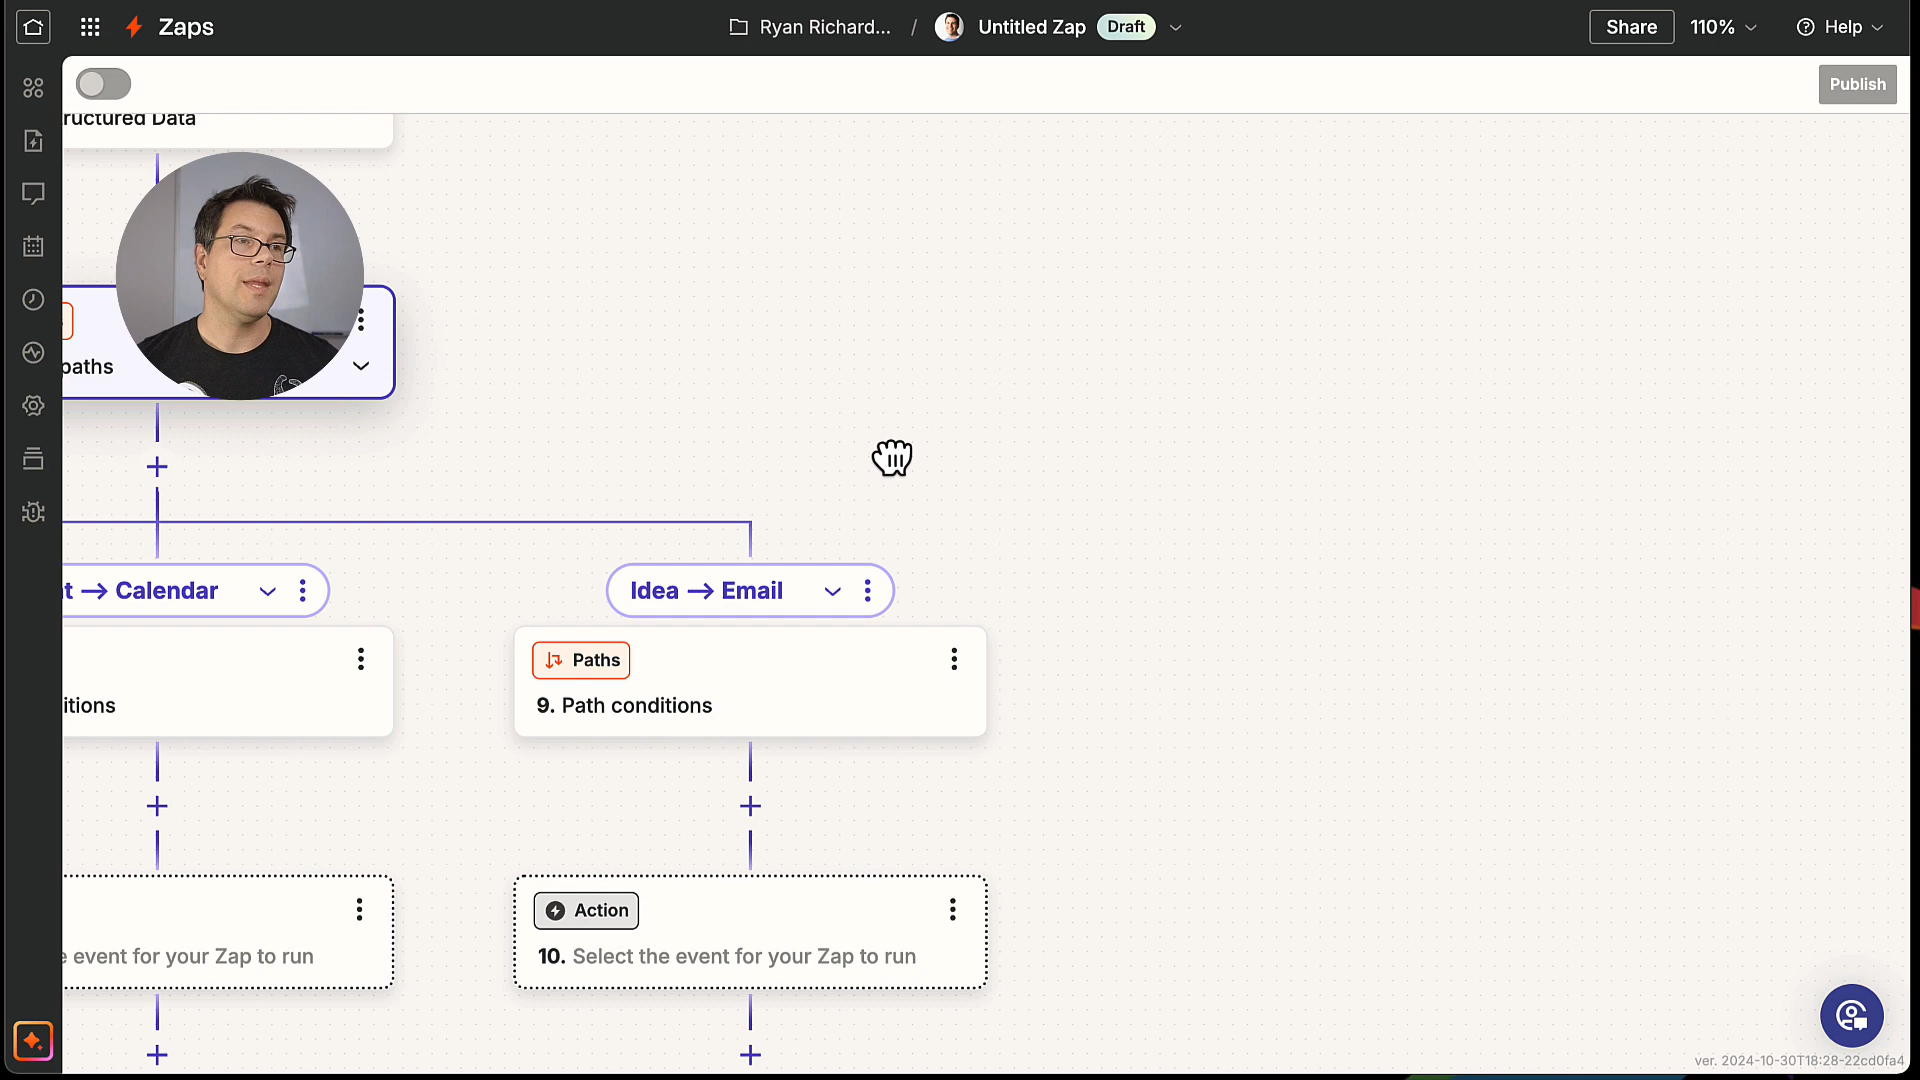 Zaps
Ryan Richard... / Untitled Zap Draft
Share 110% Help
Publish
ructured Data
paths
t → Calendar
Idea → Email
Paths
9. Path conditions
itions
Action
10. Select the event for your Zap to run
e event for your Zap to run
ver. 2024-10-30T18:28-22cd0fa4